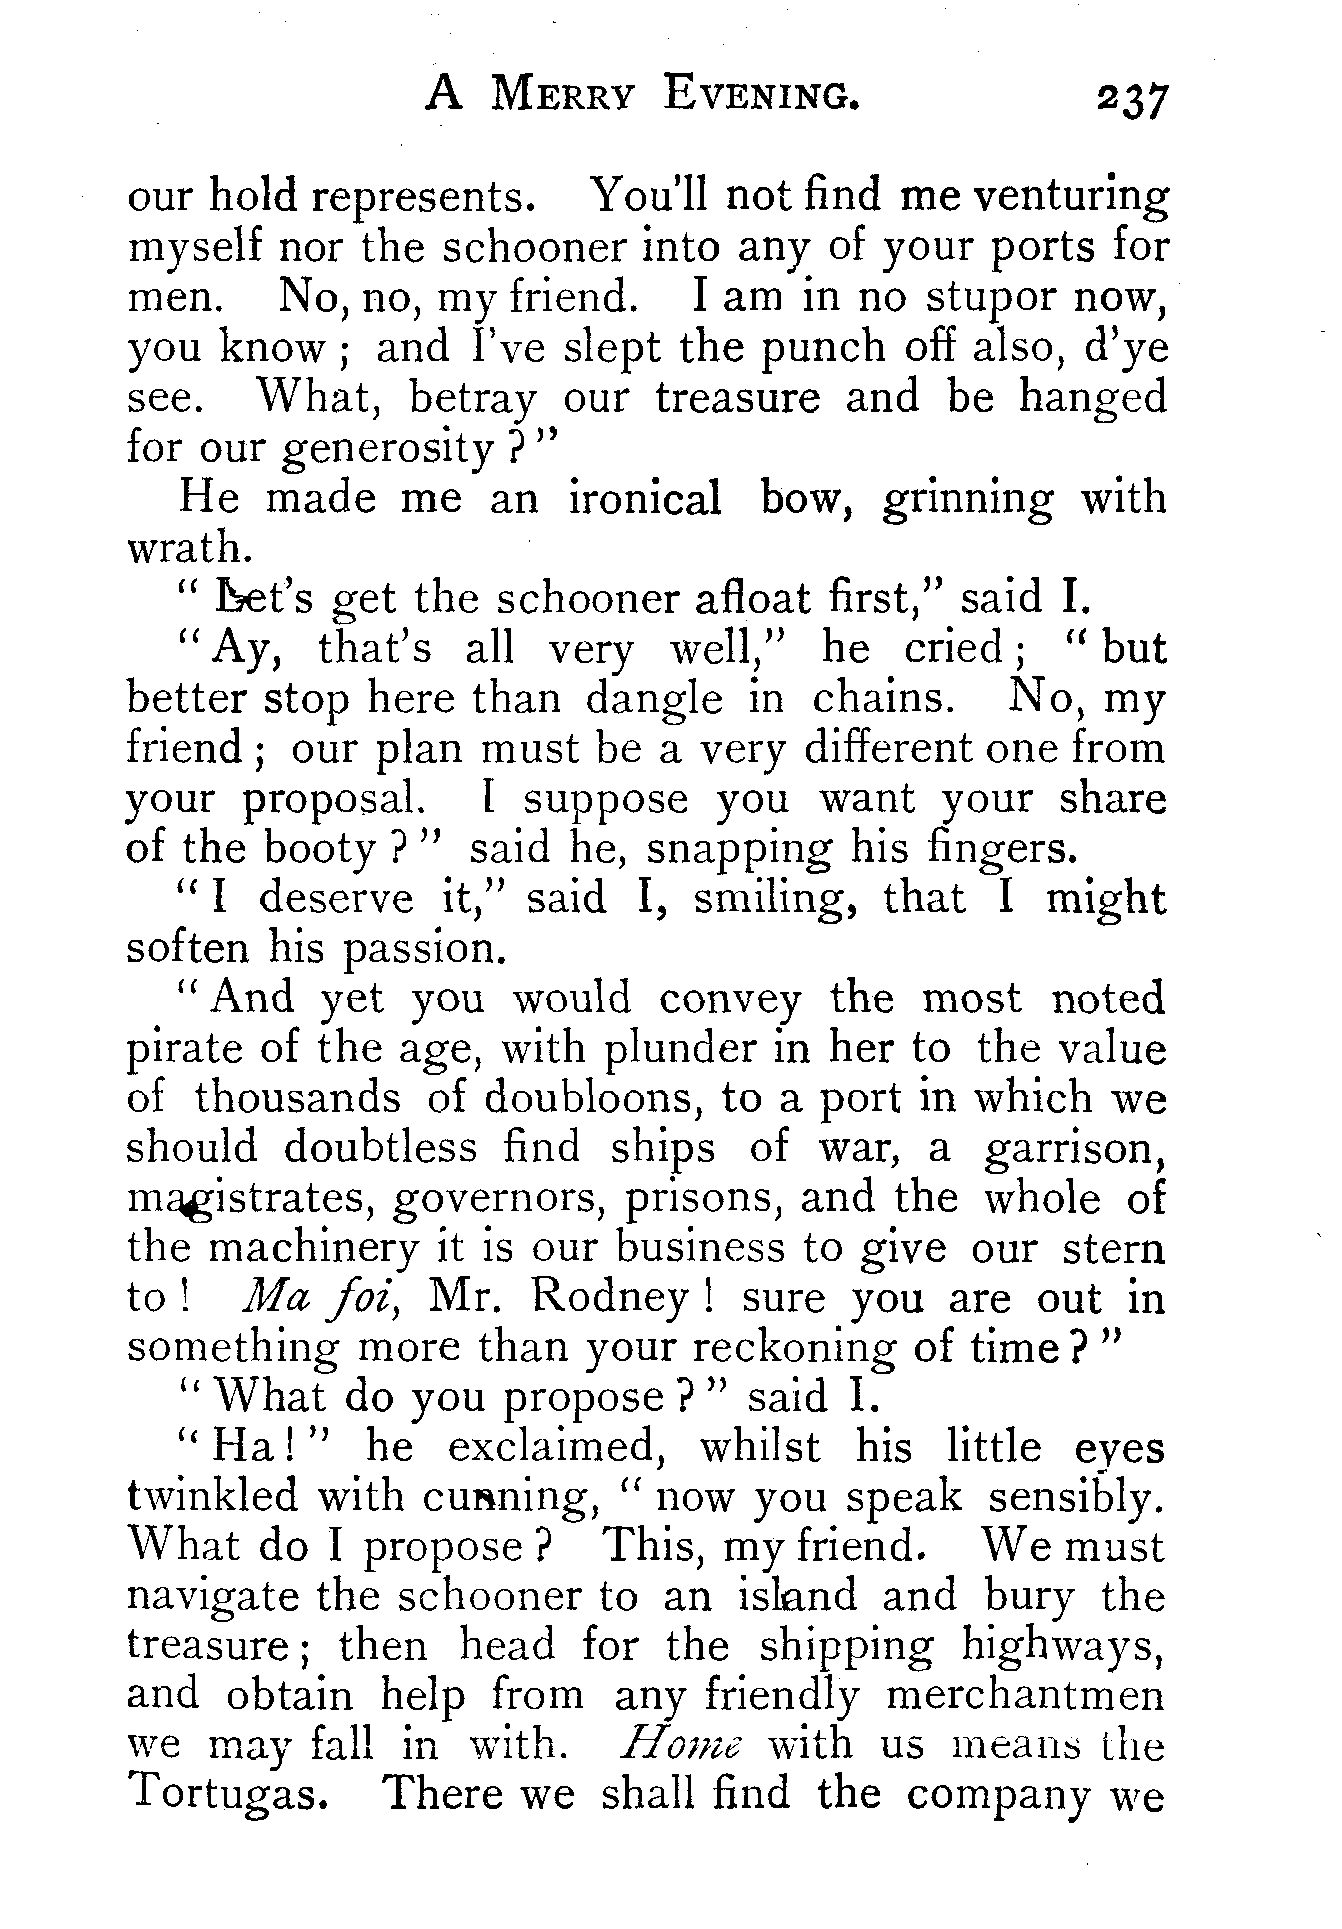 A MERRY EVENING. 237
our hold represents. You'll not find me venturing
myself nor the schooner into any of your ports for
men. No, no, my friend. I am in no stupor now,
you know ; and I've slept the punch off also, d'ye
see. What, betray our treasure and be hanged
for our generosity ? "
He made me an ironical bow, grinning with
wrath.
" Let's get the schooner afloat first," said I.
" Ay, that's all very well," he cried ; " but
better stop here than dangle in chains. No, my
friend ; our plan must be a very different one from
your proposal. I suppose you want your share
of the booty ? " said he, snapping his fingers.
" I deserve it," said I, smiling, that I might
soften his passion.
" And yet you would convey the most noted
pirate of the age, with plunder in her to the value
of thousands of doubloons, to a port in which we
should doubtless find ships of war, a garrison,
magistrates, governors, prisons, and the whole of
the machinery it is our business to give our stern
to ! Ma foi, Mr. Rodney ! sure you are out in
something more than your reckoning of time ? "
" What do you propose ? " said I.
" Ha ! " he exclaimed, whilst his little eyes
twinkled with cunning, " now you speak sensibly.
What do I propose ? This, my friend. We must
navigate the schooner to an island and bury the
treasure ; then head for the shipping highways,
and obtain help from any friendly merchantmen
we may fall in with. Home with us means the
Tortugas. There we shall find the company we